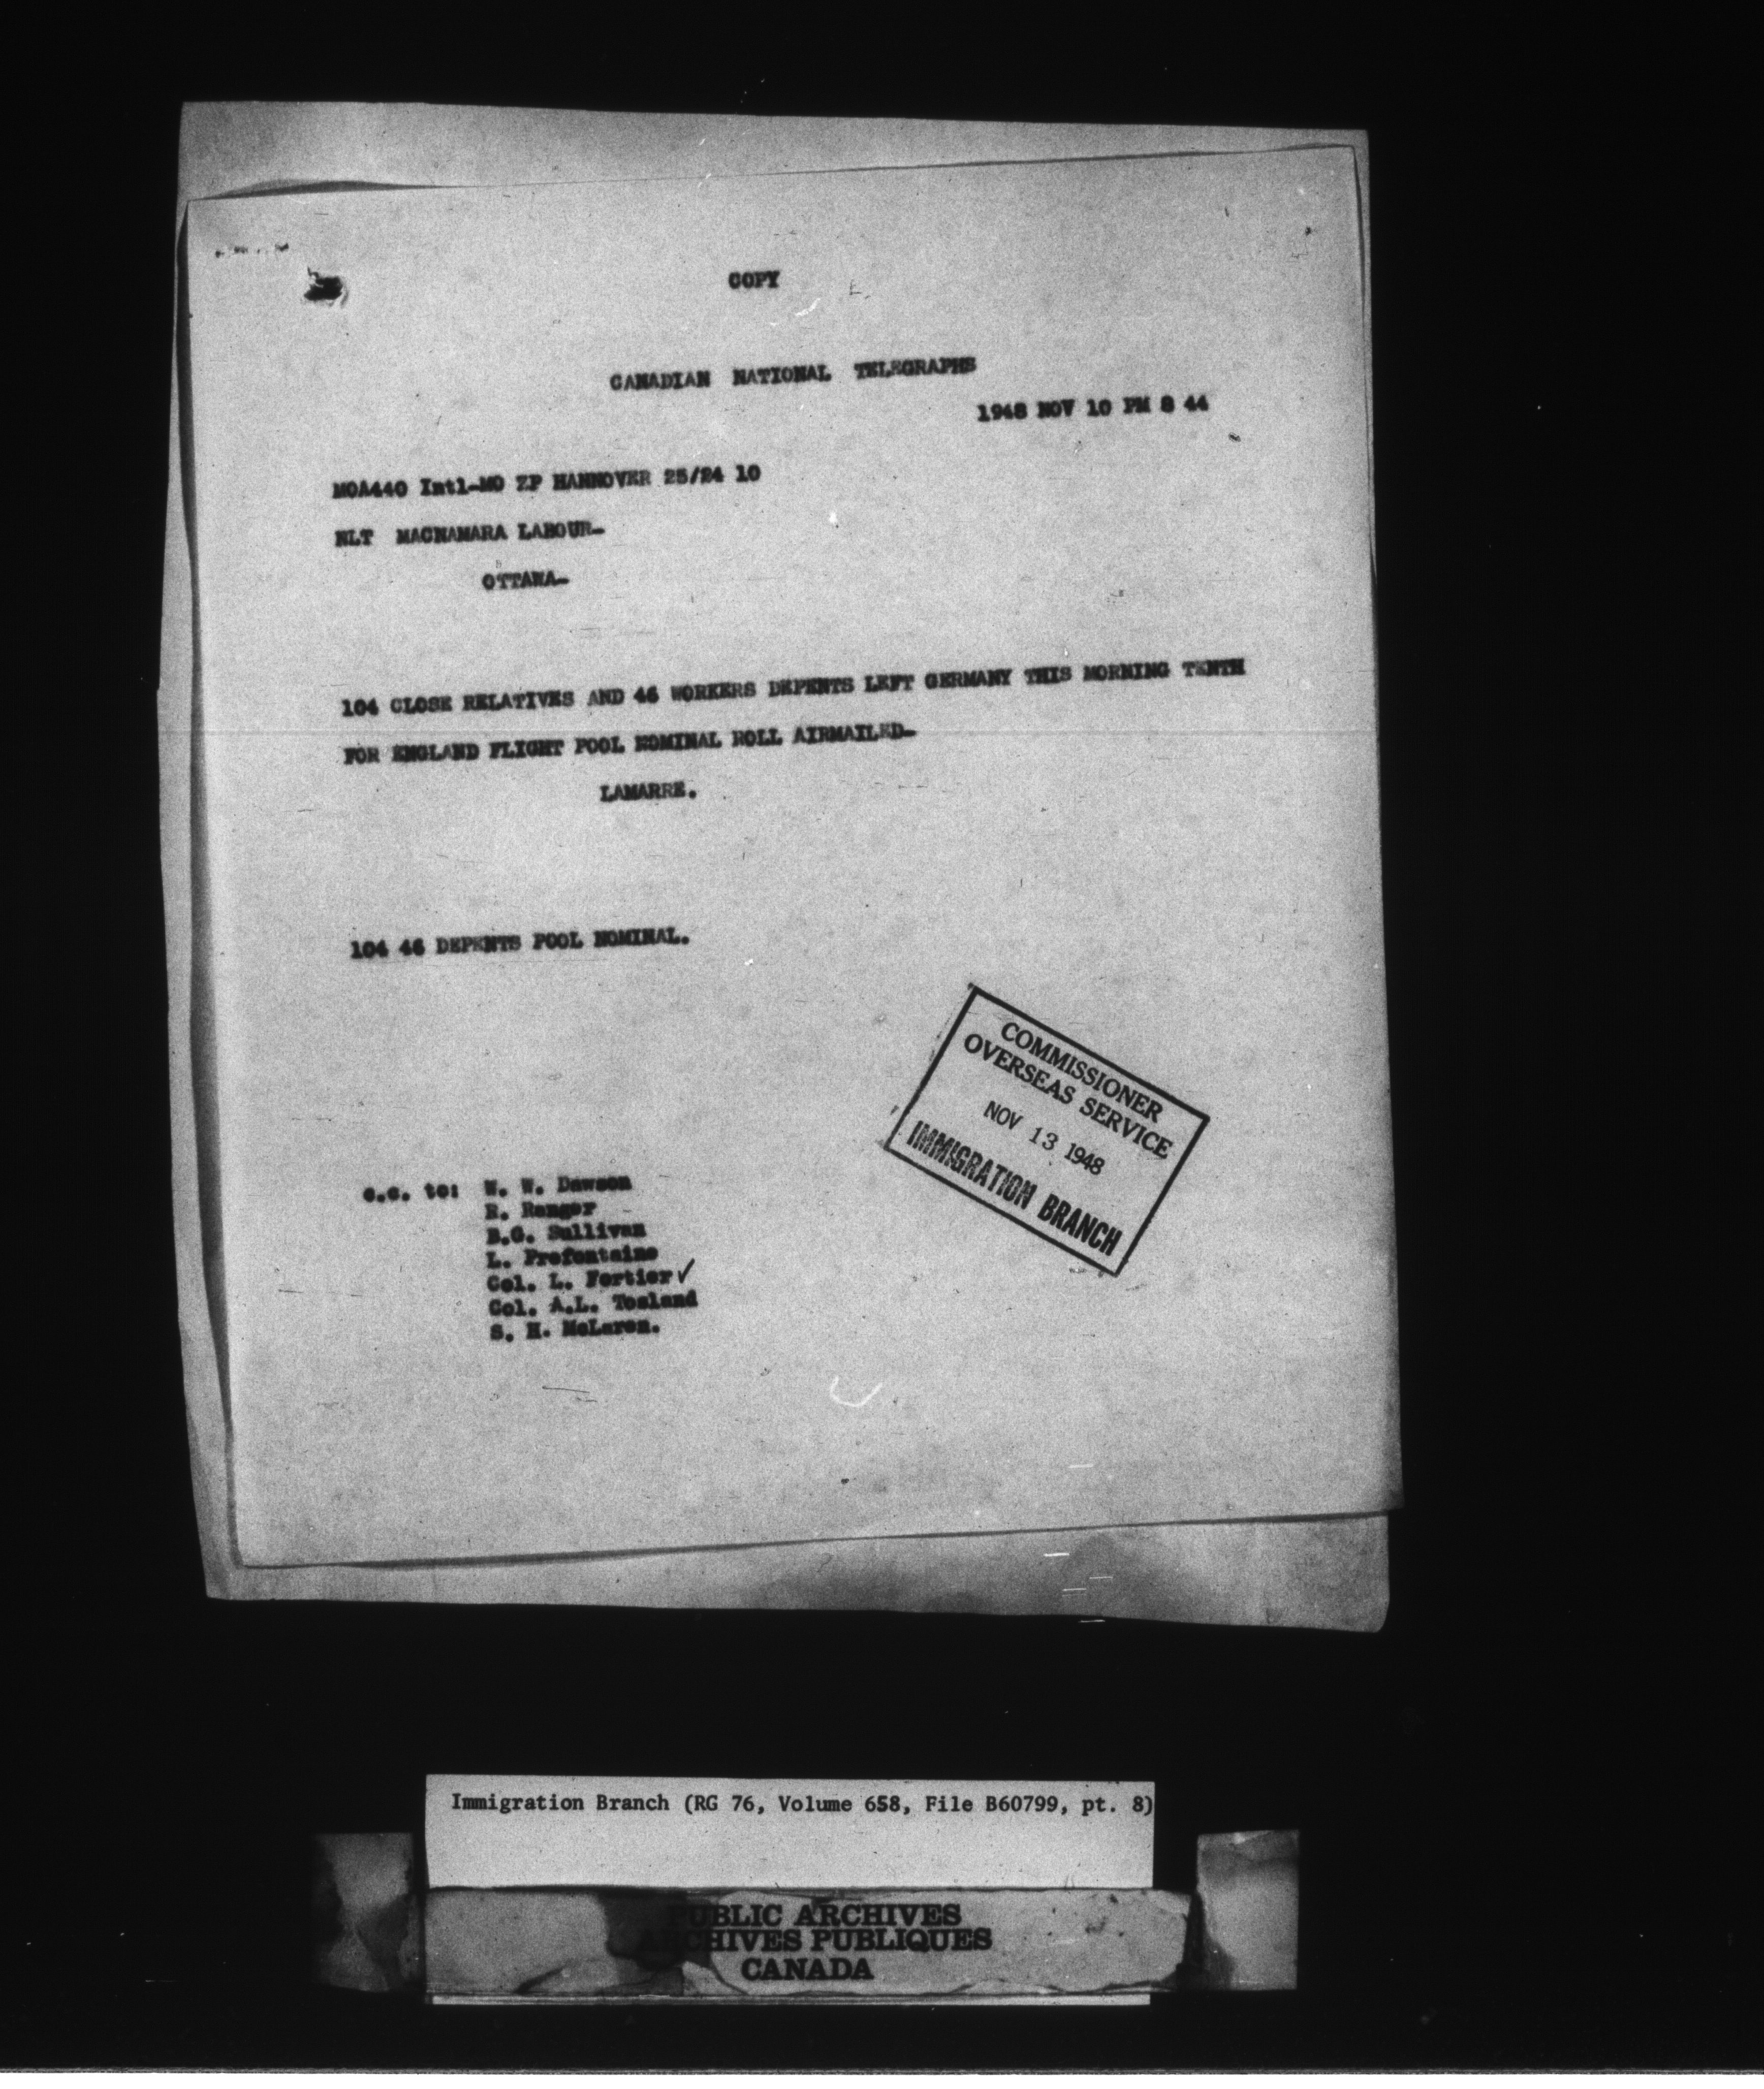 COPY
CANADIAN NATIONAL TELEGRAPHS
1948 NOV 10 PM 8 44
MOA440 Intl-MO ZP HANNOVER 25/24 10
NLT MACNAMARA LABOUR-
OTTAWA-
104 CLOSE RELATIVES AND 46 WORKERS DEPENTS LEFT GERMANY THIS MORNING TENTH
FOR ENGLAND FLIGHT POOL NOMINAL ROLL AIRMAILED-
LAMARRE.
104 46 DEPENTS POOL NOMINAL.
COMMISSIONER
OVERSEAS SERVICE
NOV 13 1948
IMMIGRATION BRANCH
c.c. to: W. W. Dawson
R. Ranger
B.G. Sullivan
L. Prefontaine
Col. L. Fortier ✓
Col. A.L. Tosland
S. H. McLaren.
Immigration Branch (RG 76, Volume 658, File B60799, pt. 8)
PUBLIC ARCHIVES
ARCHIVES PUBLIQUES
CANADA